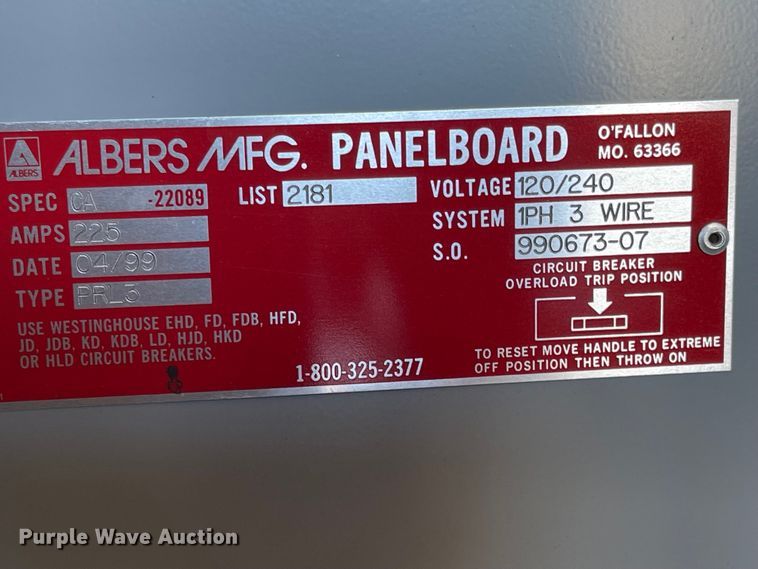 ALBERS
ALBERS MFG. PANELBOARD O'FALLON MO. 63366
SPEC CA -22089
LIST 2181
AMPS 225
DATE 04/99
TYPE PRL3
VOLTAGE 120/240
SYSTEM 1PH 3 WIRE
S.O. 990673-07
USE WESTINGHOUSE EHD, FD, FDB, HFD,
JD, JDB, KD, KDB, LD, HJD, HKD
OR HLD CIRCUIT BREAKERS.
1-800-325-2377
CIRCUIT BREAKER
OVERLOAD TRIP POSITION
TO RESET MOVE HANDLE TO EXTREME
OFF POSITION THEN THROW ON
Purple Wave Auction